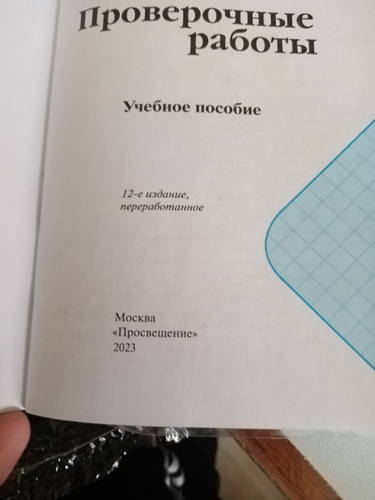 Проверочные
работы
Учебное пособие
12-е издание,
переработанное
Москва
«Просвещение»
2023